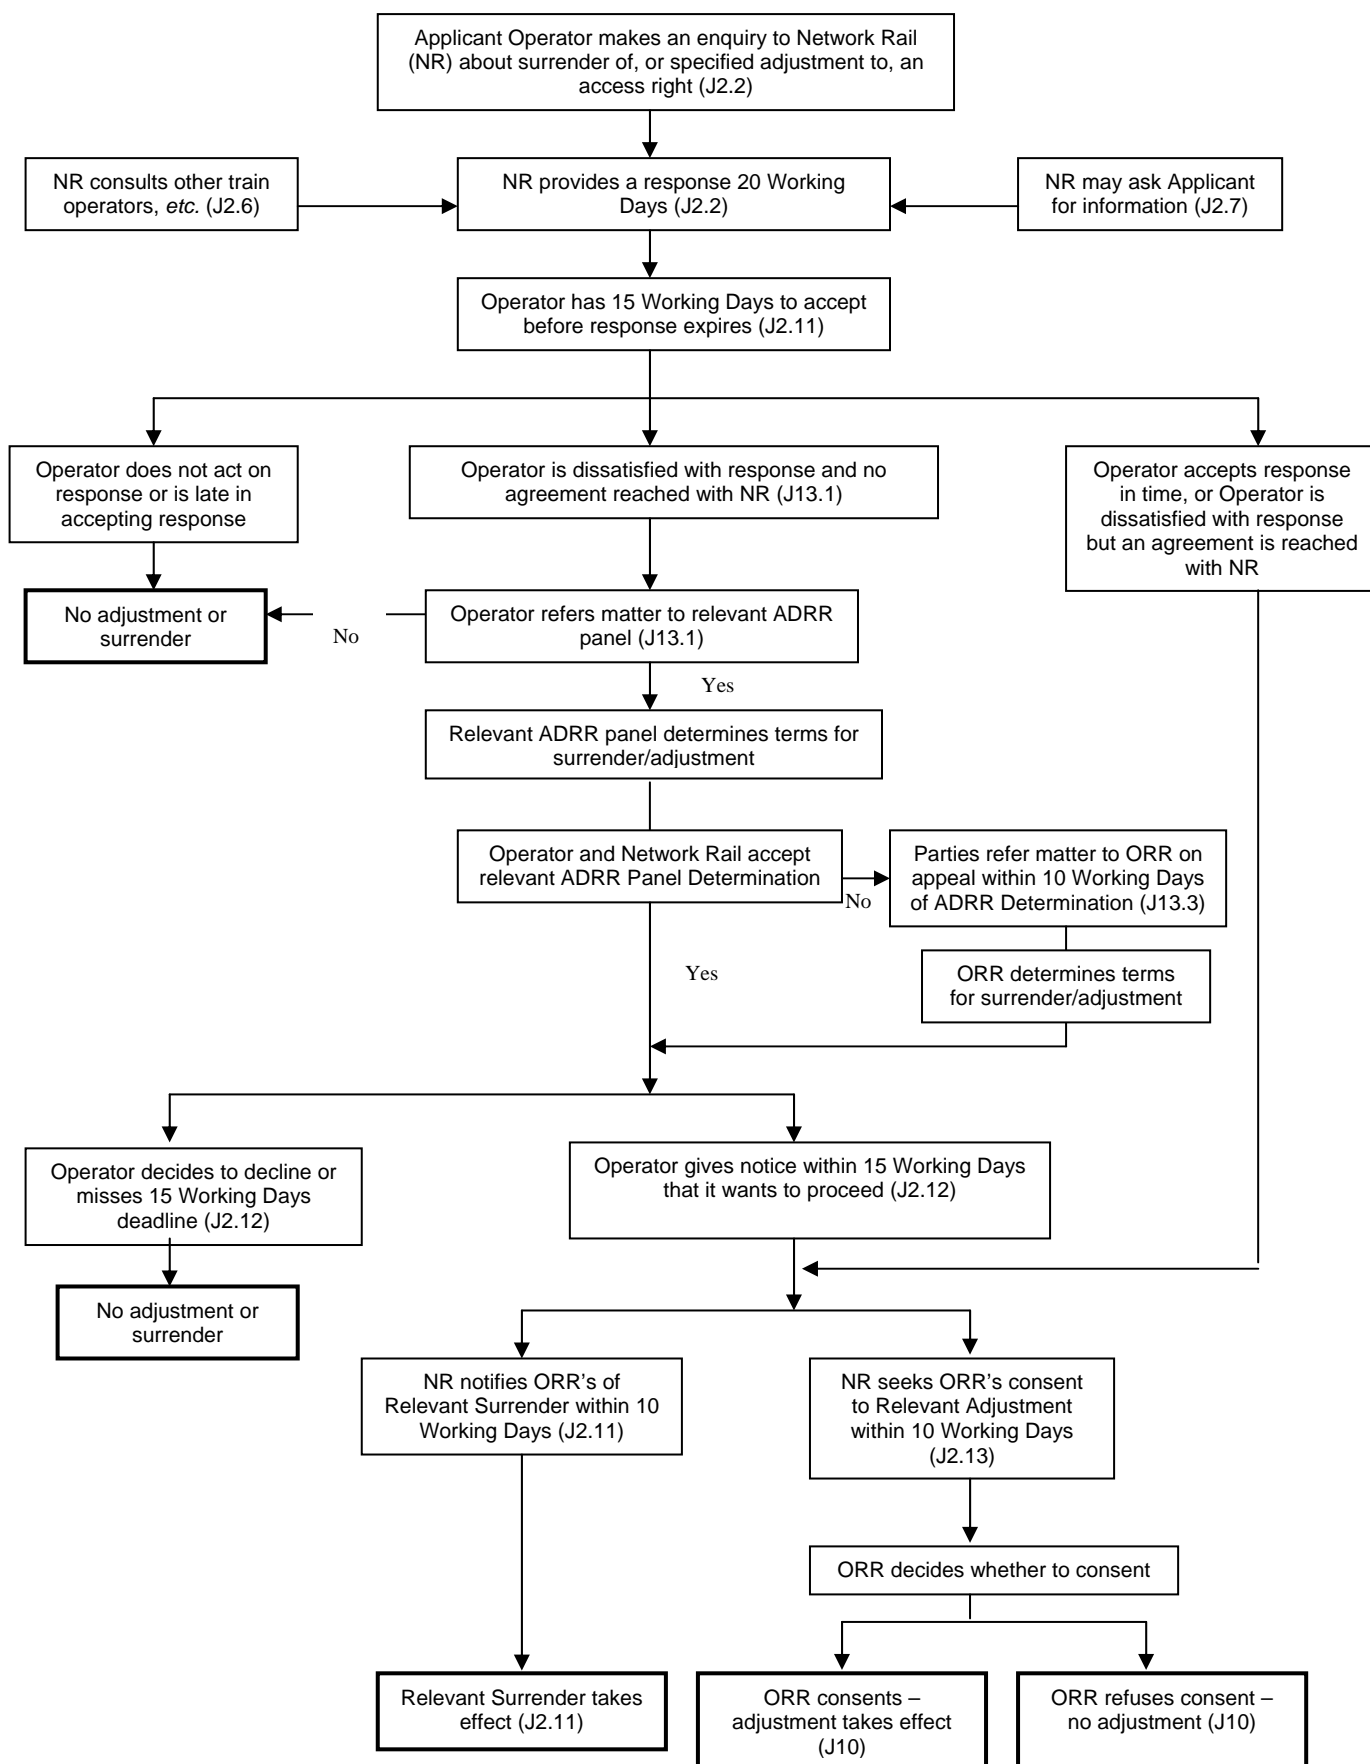 Applicant Operator makes an enquiry to Network Rail
(NR) about surrender of, or specified adjustment to, an
access right (J2.2)
NR consults other train
operators, etc. (J2.6)
NR provides a response 20 Working
Days (J2.2)
NR may ask Applicant
for information (J2.7)
Operator has 15 Working Days to accept
before response expires (J2.11)
Operator does not act on
response or is late in
accepting response
Operator is dissatisfied with response and no
agreement reached with NR (J13.1)
Operator accepts response
in time, or Operator is
dissatisfied with response
but an agreement is reached
with NR
No adjustment or
surrender
No
Operator refers matter to relevant ADRR
panel (J13.1)
Yes
Relevant ADRR panel determines terms for
surrender/adjustment
Operator and Network Rail accept
relevant ADRR Panel Determination
No
Parties refer matter to ORR on
appeal within 10 Working Days
of ADRR Determination (J13.3)
Yes
ORR determines terms
for surrender/adjustment
Operator decides to decline or
misses 15 Working Days
deadline (J2.12)
Operator gives notice within 15 Working Days
that it wants to proceed (J2.12)
No adjustment or
surrender
NR notifies ORR's of
Relevant Surrender within 10
Working Days (J2.11)
NR seeks ORR's consent
to Relevant Adjustment
within 10 Working Days
(J2.13)
ORR decides whether to consent
Relevant Surrender takes
effect (J2.11)
ORR consents –
adjustment takes effect
(J10)
ORR refuses consent –
no adjustment (J10)